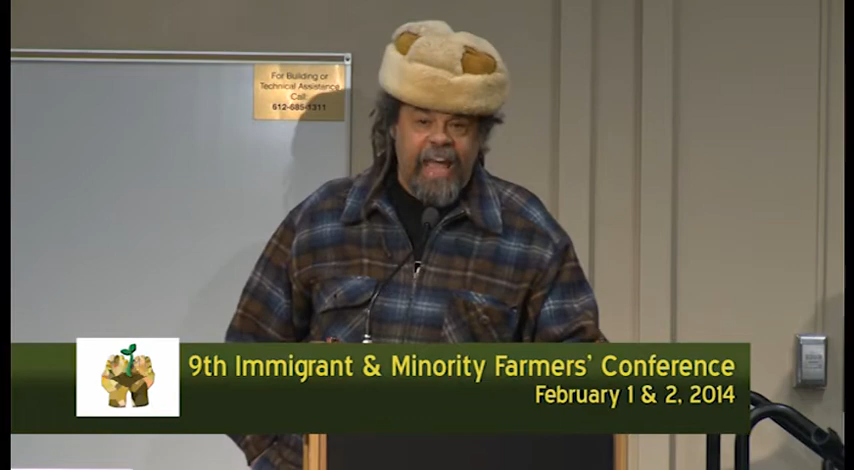 For Building or
Technical Assistance
Call:
612-685-1311
9th Immigrant & Minority Farmers' Conference
February 1 & 2, 2014